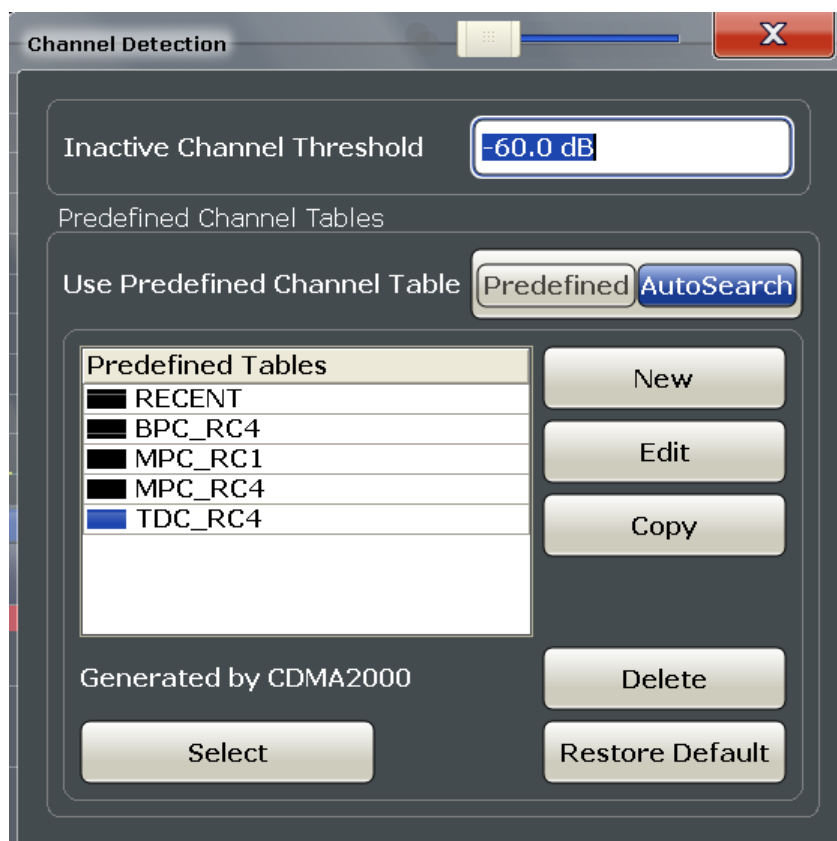 Channel Detection
Inactive Channel Threshold -60.0 dB
Predefined Channel Tables
Use Predefined Channel Table Predefined AutoSearch
Predefined Tables
RECENT
BPC_RC4
MPC_RC1
MPC_RC4
TDC_RC4
New
Edit
Copy
Generated by CDMA2000
Delete
Select
Restore Default